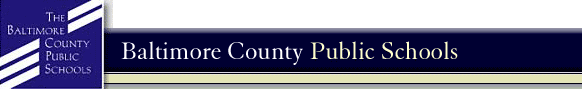 THE
BALTIMORE
COUNTY
PUBLIC
SCHOOLS
Baltimore County Public Schools